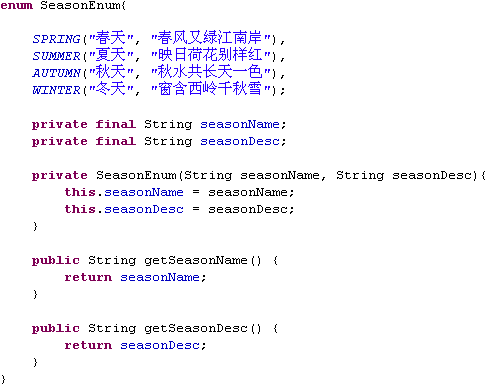 enum SeasonEnum{
SPRING("春天", "春风又绿江南岸"),
SUMMER("夏天", "映日荷花别样红"),
AUTUMN("秋天", "秋水共长天一色"),
WINTER("冬天", "窗含西岭千秋雪");
private final String seasonName;
private final String seasonDesc;
private SeasonEnum(String seasonName, String seasonDesc){
this.seasonName = seasonName;
this.seasonDesc = seasonDesc;
}
public String getSeasonName() {
return seasonName;
}
public String getSeasonDesc() {
return seasonDesc;
}
}